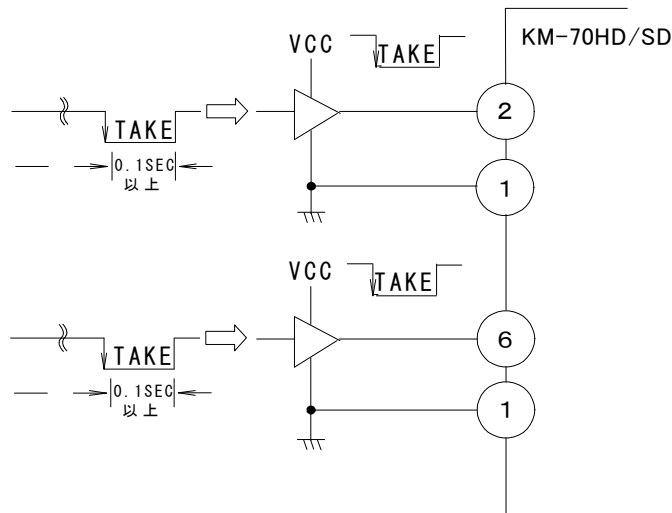 KM-70HD/SD
VCC
TAKE
TAKE
2
0.1SEC
以上
1
VCC
TAKE
TAKE
6
0.1SEC
以上
1